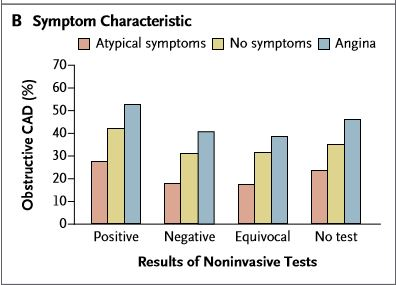 B Symptom Characteristic
Atypical symptoms No symptoms Angina
Obstructive CAD (%)
70
60
50
40
30
20
10
0
Positive Negative Equivocal No test
Results of Noninvasive Tests